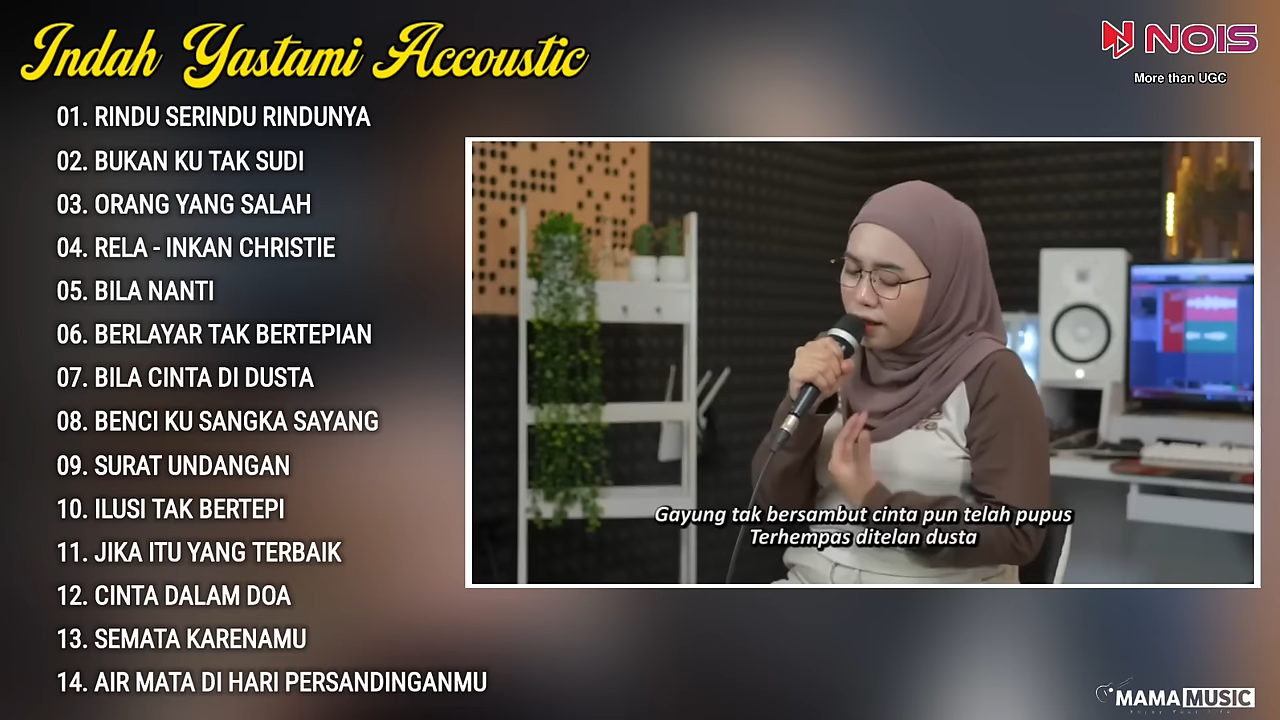 Indah Yastami Accoustic
NOIS
More than UGC
01. RINDU SERINDU RINDUNYA
02. BUKAN KU TAK SUDI
03. ORANG YANG SALAH
04. RELA - INKAN CHRISTIE
05. BILA NANTI
06. BERLAYAR TAK BERTEPIAN
07. BILA CINTA DI DUSTA
08. BENCI KU SANGKA SAYANG
09. SURAT UNDANGAN
10. ILUSI TAK BERTEPI
11. JIKA ITU YANG TERBAIK
12. CINTA DALAM DOA
13. SEMATA KARENAMU
14. AIR MATA DI HARI PERSANDINGANMU
Gayung tak bersambut cinta pun telah pupus
Terhempas ditelan dusta
MAMA MUSIC